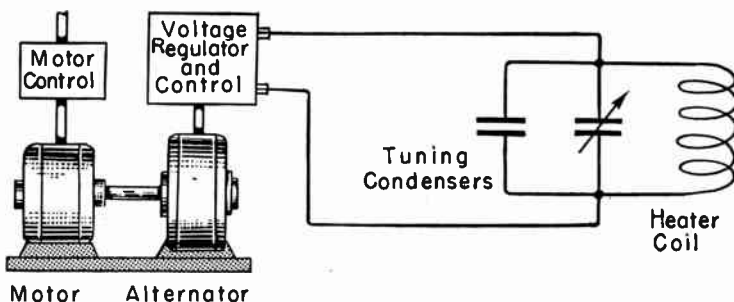 Motor
Control
Voltage
Regulator
and
Control
Tuning
Condensers
Heater
Coil
Motor
Alternator